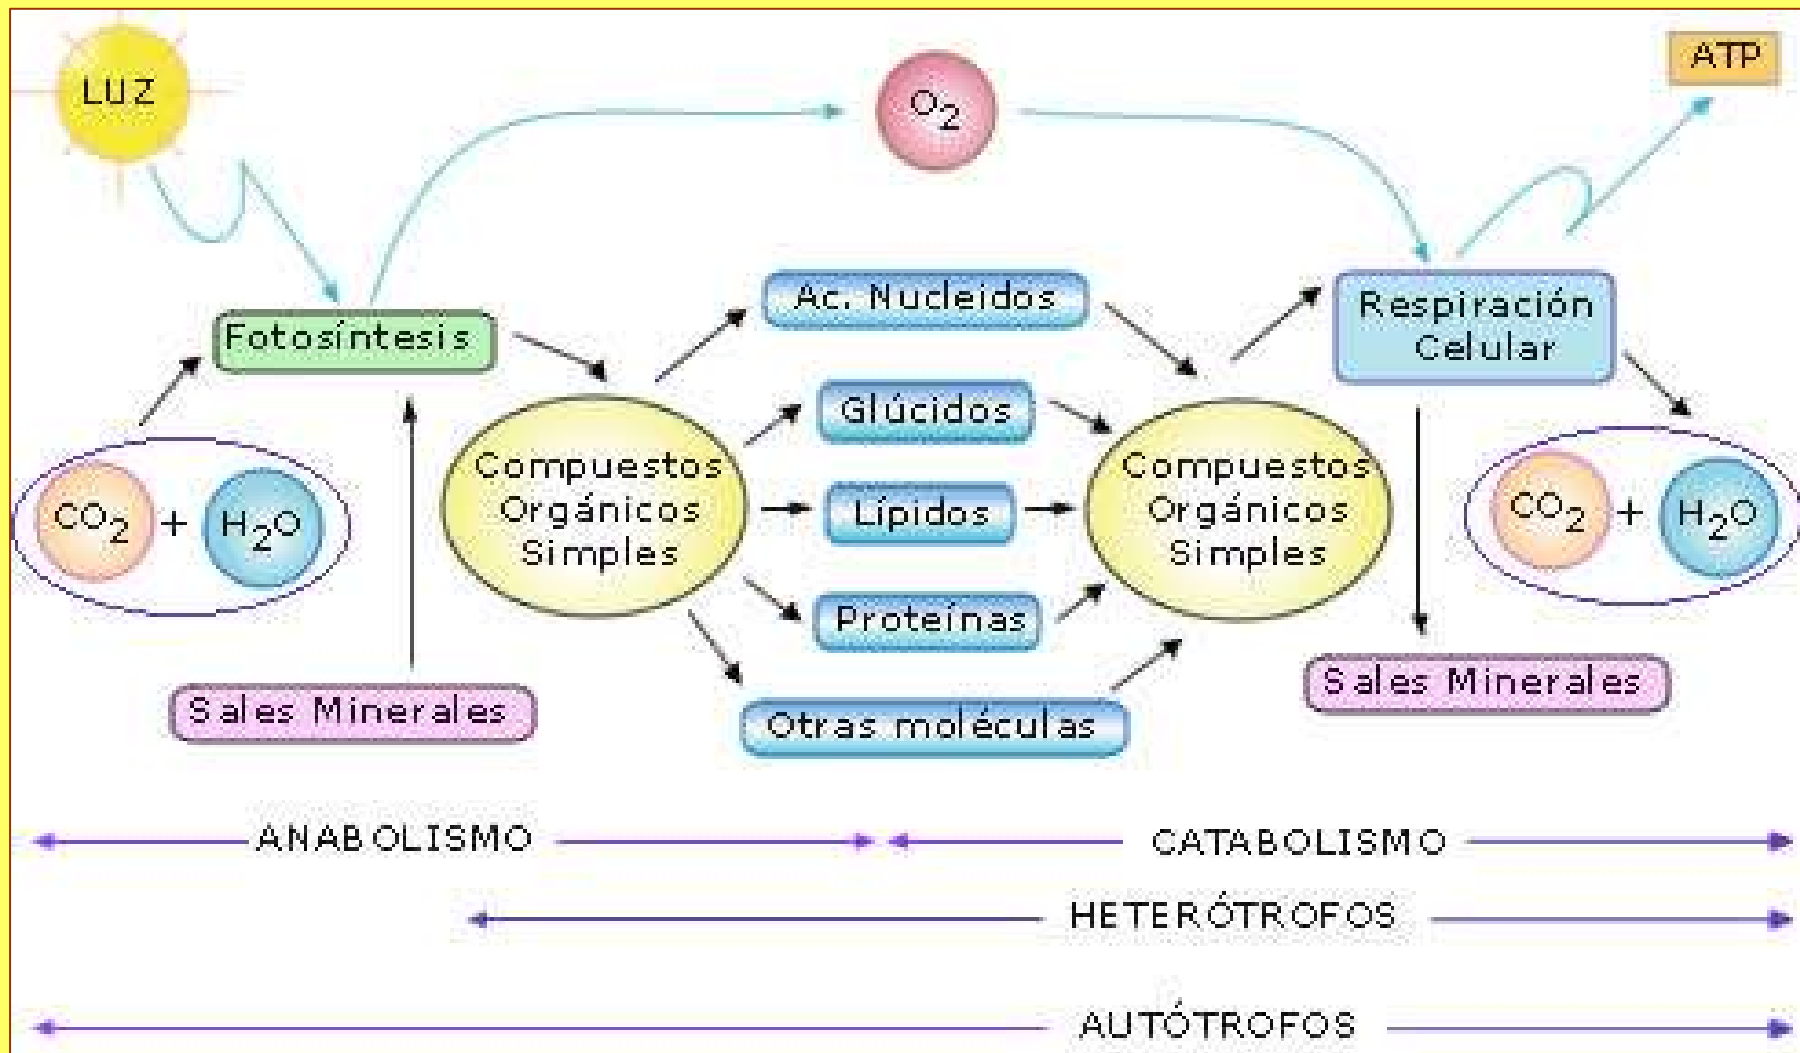 LUZ
O2
ATP
Ac. Nucleidos
Respiración
Celular
Fotosíntesis
Glúcidos
Compuestos
Orgánicos
Simples
Compuestos
Orgánicos
Simples
CO2 + H2O
Lípidos
CO2 + H2O
Proteínas
Sales Minerales
Sales Minerales
Otras moléculas
ANABOLISMO
CATABOLISMO
HETERÓTROFOS
AUTÓTROFOS